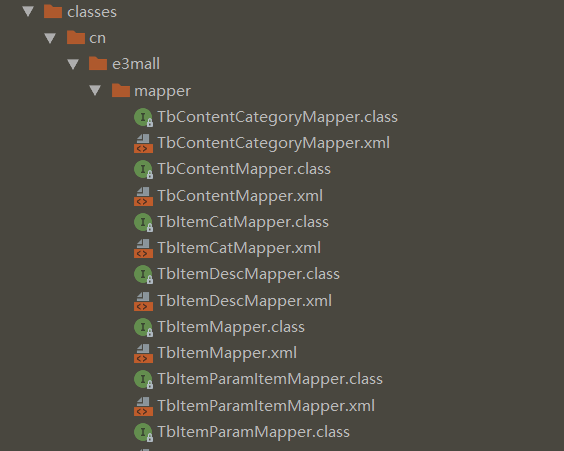 classes
cn
e3mall
mapper
TbContentCategoryMapper.class
TbContentCategoryMapper.xml
TbContentMapper.class
TbContentMapper.xml
TbItemCatMapper.class
TbItemCatMapper.xml
TbItemDescMapper.class
TbItemDescMapper.xml
TbItemMapper.class
TbItemMapper.xml
TbItemParamItemMapper.class
TbItemParamItemMapper.xml
TbItemParamMapper.class